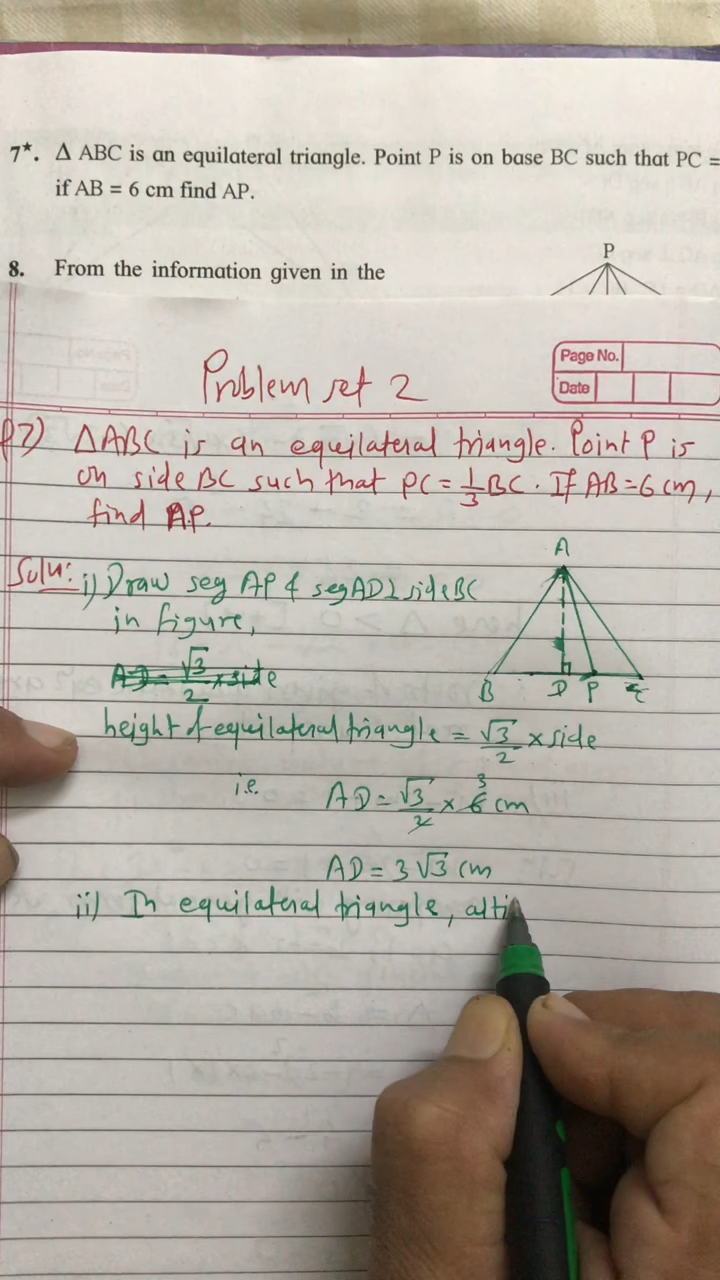 7*. Δ ABC is an equilateral triangle. Point P is on base BC such that PC =
if AB = 6 cm find AP.
8. From the information given in the
P
Page No.
Date
Problem set 2
Δ ABC is an equilateral triangle. Point P is
on side BC such that PC = 1/3 BC. If AB = 6 cm,
find AP.
Soln: i) Draw seg AP & seg AD ⊥ side BC
in figure,
AD = √3/2 × side
A
B D P C
height of equilateral triangle = √3/2 × side
i.e. AD = √3/2 × 6 3 cm
AD = 3√3 cm
ii) In equilateral triangle, alti